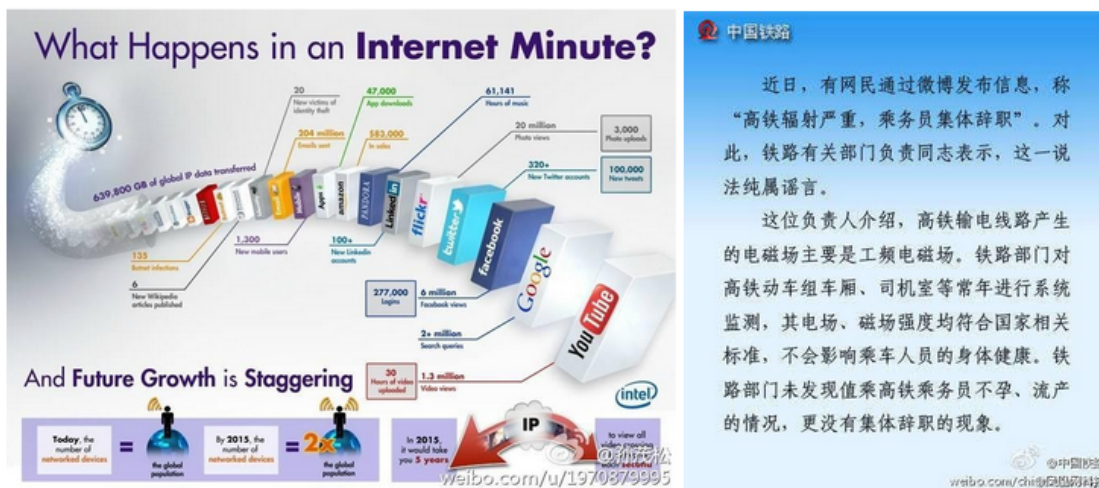 What Happens in an Internet Minute?
20
New victims of
identity theft
47,000
App downloads
61,141
Hours of music
204 million
Emails sent
$83,000
In sales
20 million
Photo views
3,000
Photo uploads
320+
New Twitter accounts
100,000
New tweets
639,800 GB of global IP data transferred
Apps
amazon
PANDORA
Linked in
flickr
twitter
facebook
Google
YouTube
135
Botnet infections
6
New Wikipedia
articles published
1,300
New mobile users
100+
New Linkedin
accounts
277,000
Logins
6 million
Facebook views
2+ million
Search queries
30
Hours of video
uploaded
1.3 million
Video views
And Future Growth is Staggering
intel
Today, the
number of
networked devices
=
the global
population
By 2015, the
number of
networked devices
=
2x
the global
population
In 2015,
it would take
you 5 years
IP
to view all
second
@孙茂松
weibo.com/u/1970879995
中国铁路
近日，有网民通过微博发布信息，称
“高铁辐射严重，乘务员集体辞职”。对
此，铁路有关部门负责同志表示，这一说
法纯属谣言。
这位负责人介绍，高铁输电线路产生
的电磁场主要是工频电磁场。铁路部门对
高铁动车组车厢、司机室等常年进行系统
监测，其电场、磁场强度均符合国家相关
标准，不会影响乘车人员的身体健康。铁
路部门未发现值乘高铁乘务员不孕、流产
的情况，更没有集体辞职的现象。